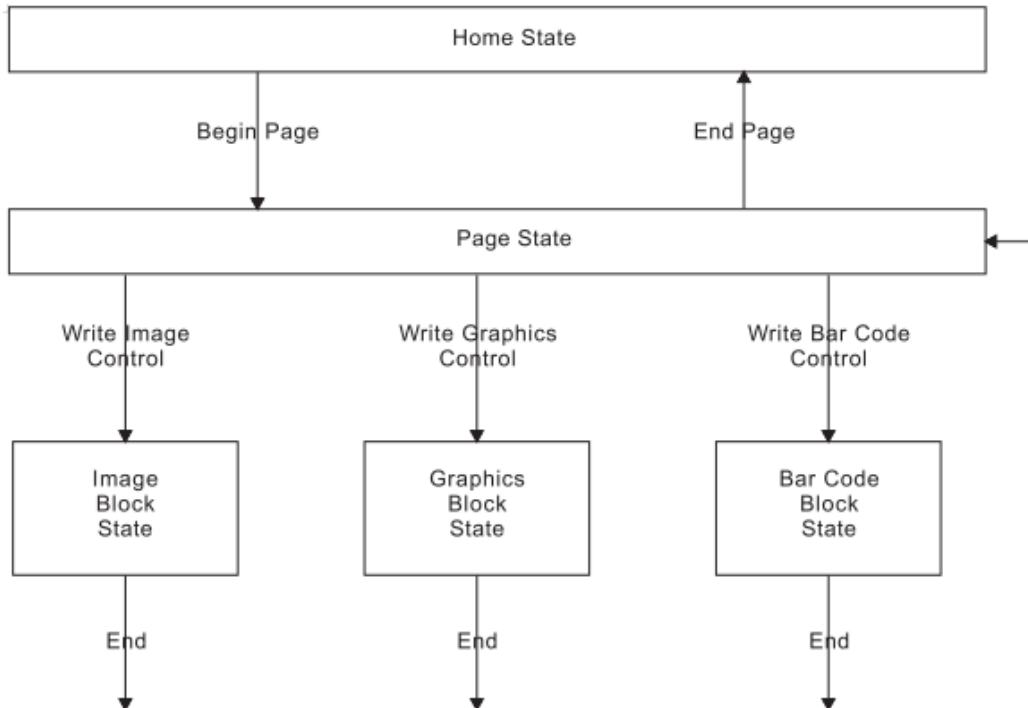 Home State
Begin Page
End Page
Page State
Write Image
Control
Write Graphics
Control
Write Bar Code
Control
Image
Block
State
Graphics
Block
State
Bar Code
Block
State
End
End
End